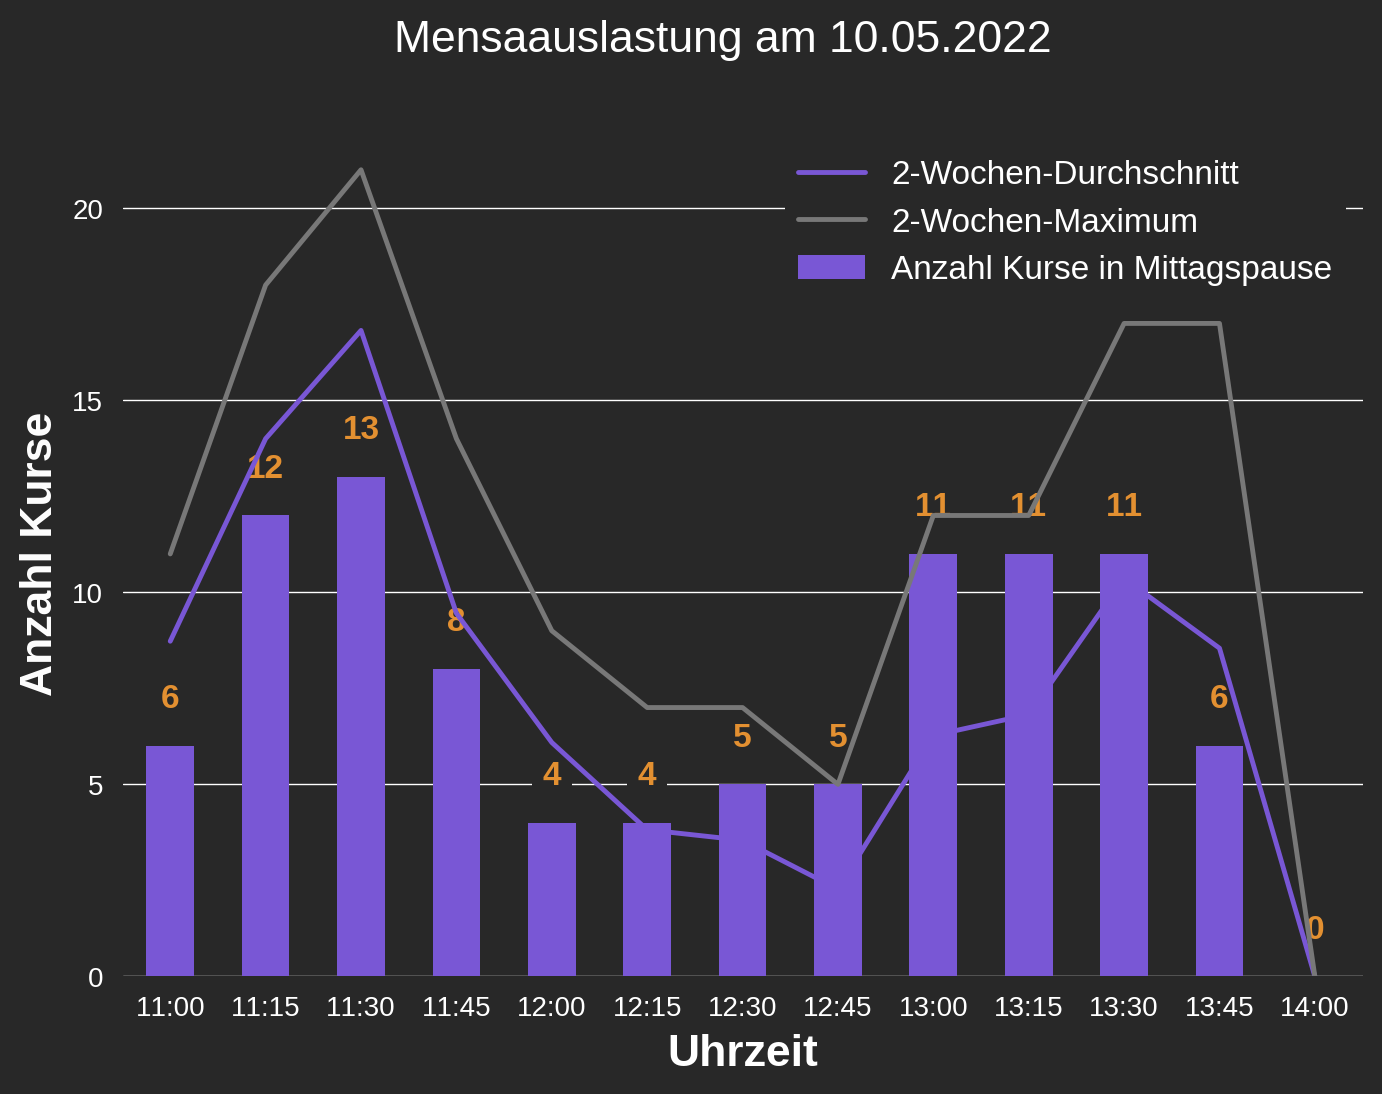 Mensaauslastung am 10.05.2022
2-Wochen-Durchschnitt
2-Wochen-Maximum
Anzahl Kurse in Mittagspause
Anzahl Kurse
20
15
10
5
0
13
12
11 11 11
8
6 6
5 5
4 4
0
11:00 11:15 11:30 11:45 12:00 12:15 12:30 12:45 13:00 13:15 13:30 13:45 14:00
Uhrzeit